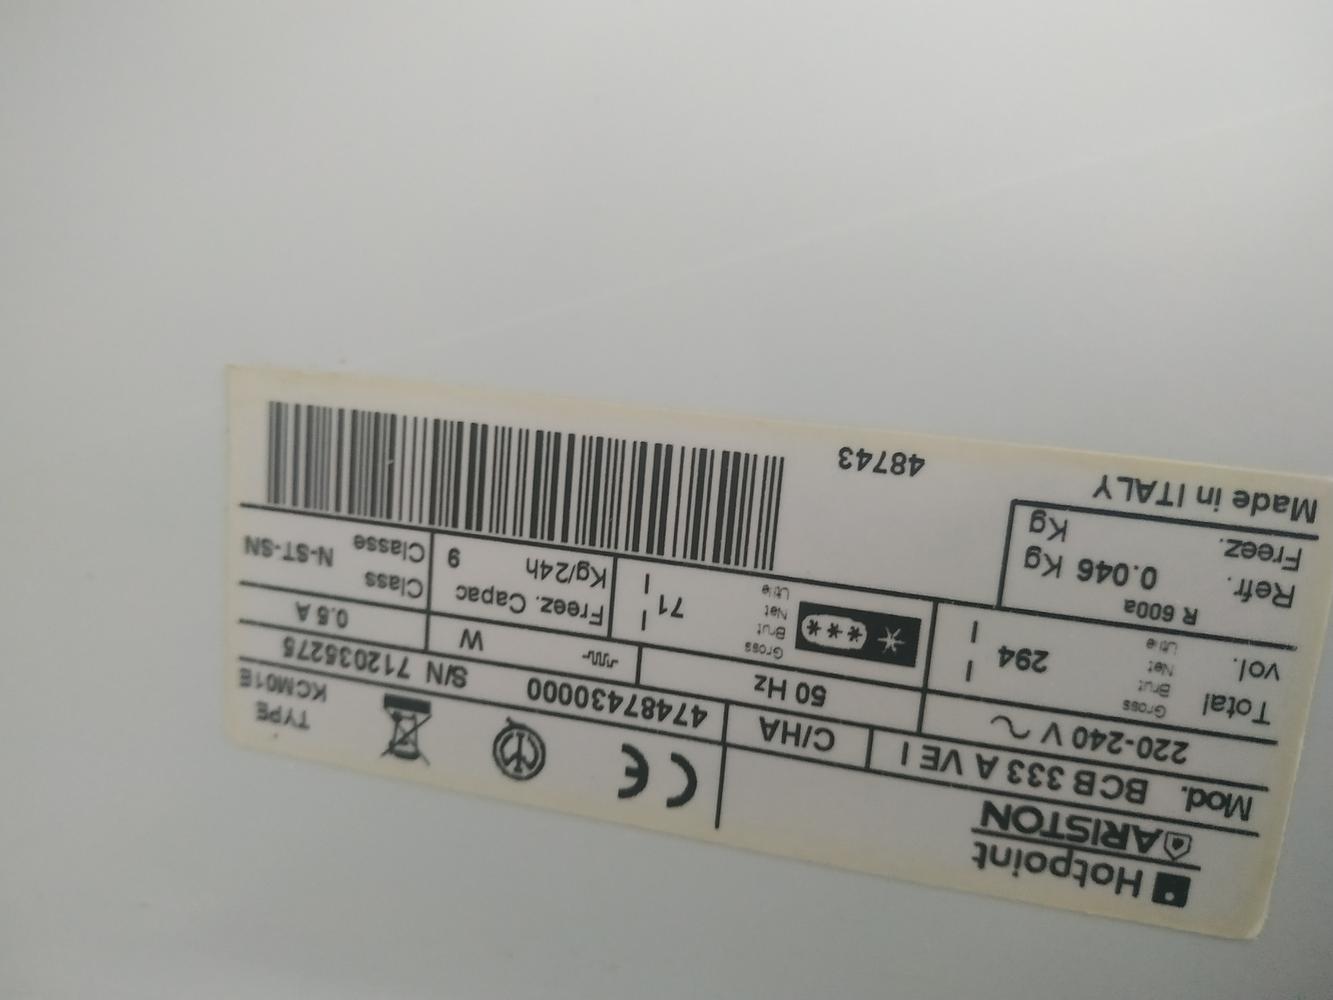 Hotpoint
ARISTON
TYPE
KCM01E
Mod. BCB 333 A VE I
C/HA
47487430000
S/N 712035275
220-240 V ~
50 Hz
W
0.5 A
Total
vol.
Gross
Brut
Net
Utile
294 l
l
Gross
Brut
Net
Utile
71 l
l
Freez. Capac
Kg/24h
9
Class
Classe
N-ST-SN
R 600a
Refr. 0.046 Kg
Freez. Kg
Made in ITALY
48743